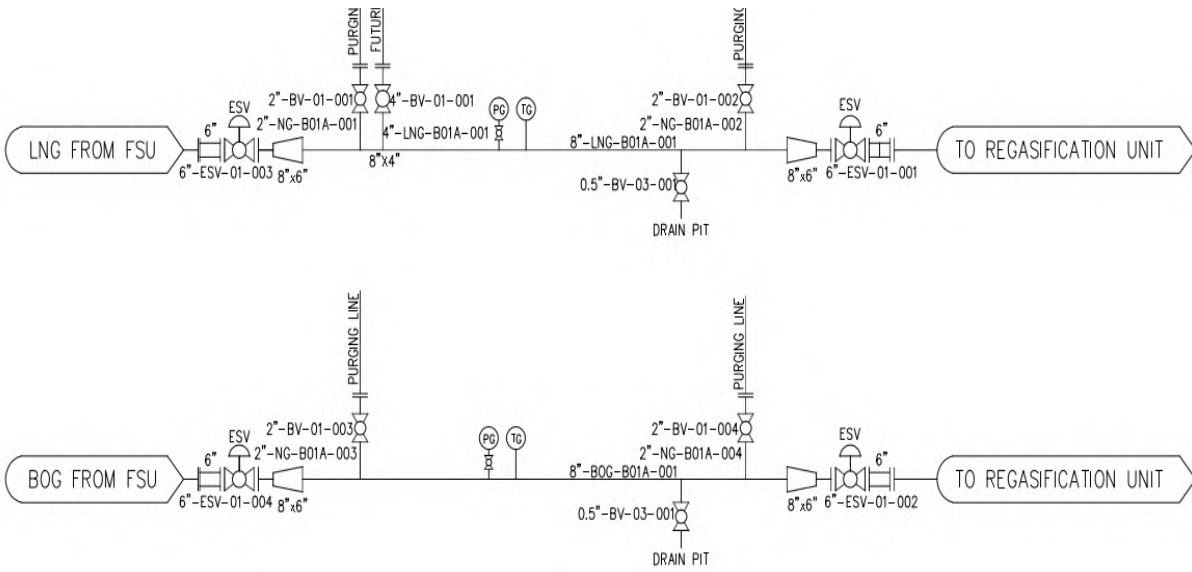 PURGIN
FUTURI
PURGING
ESV
2"-BV-01-001
4"-BV-01-001
PG
TG
2"-BV-01-002
ESV
6"
2"-NG-B01A-001
4"-LNG-B01A-001
8"-LNG-B01A-001
2"-NG-B01A-002
6"
LNG FROM FSU
TO REGASIFICATION UNIT
6"-ESV-01-003
8"x6"
8"x4"
8"x6"
6"-ESV-01-001
0.5"-BV-03-001
DRAIN PIT
PURGING LINE
PURGING LINE
ESV
2"-BV-01-003
PG
TG
2"-BV-01-004
ESV
6"
2"-NG-B01A-003
8"-BOG-B01A-001
2"-NG-B01A-004
6"
BOG FROM FSU
TO REGASIFICATION UNIT
6"-ESV-01-004
8"x6"
8"x6"
6"-ESV-01-002
0.5"-BV-03-001
DRAIN PIT